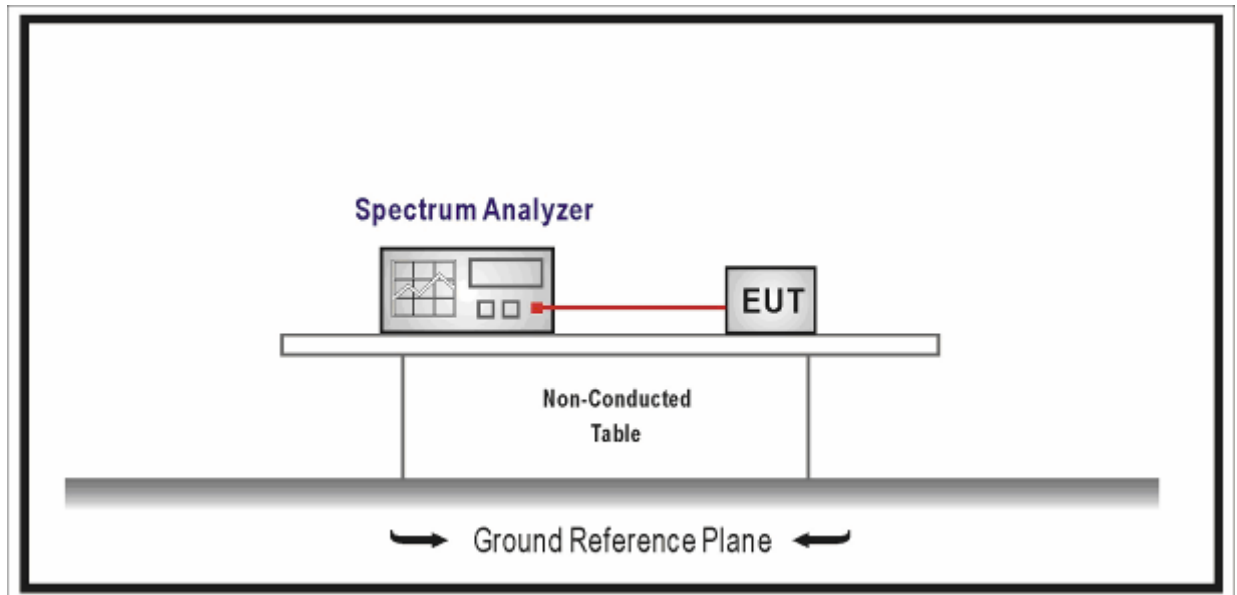 Spectrum Analyzer
EUT
Non-Conducted
Table
Ground Reference Plane